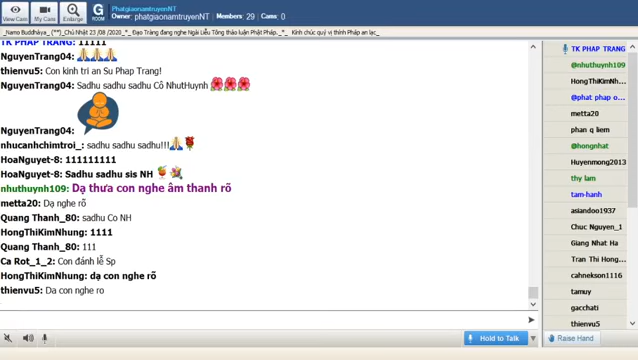 View Cam
My Cam
Enlarge
G
ROOM
phatgiaonamtruyenNT
Owner: phatgiaonamtruyenNT Members: 29 Cams: 0
_Namo Buddhāya_ (**)_Chủ Nhật 23 /08 /2020_*_ Đạo Tràng đang nghe Ngài Liễu Tông thảo luận Phật Pháp._*_ Kính chúc quý vị thính Pháp an lạc_
TK PHAP TRANG: 11111
NguyenTrang04:
thienvu5: Con kinh tri an Su Phap Trang!
NguyenTrang04: Sadhu sadhu sadhu Cô NhutHuynh
NguyenTrang04:
nhucanhchimtroi_: sadhu sadhu sadhu!!!
HoaNguyet-8: 111111111
HoaNguyet-8: Sadhu sadhu sis NH
nhuthuynh109: Dạ thưa con nghe âm thanh rõ
metta20: Dạ nghe rõ
Quang Thanh_80: sadhu Co NH
HongThiKimNhung: 1111
Quang Thanh_80: 111
Ca Rot_1_2: Con đánh lễ Sp
HongThiKimNhung: dạ con nghe rõ
thienvu5: Da con nghe ro
Hold to Talk
TK PHAP TRANG
@nhuthuynh109
HongThiKimNh...
@phat phap o...
metta20
phan q liem
@hongnhat
Huyenmong2013
thy lam
tam-hanh
asiandoo1937
Chuc Nguyen_1
Giang Nhat Ha
Tran Thi Hong...
cahnekson1116
tamuy
gacchati
thienvu5
Raise Hand